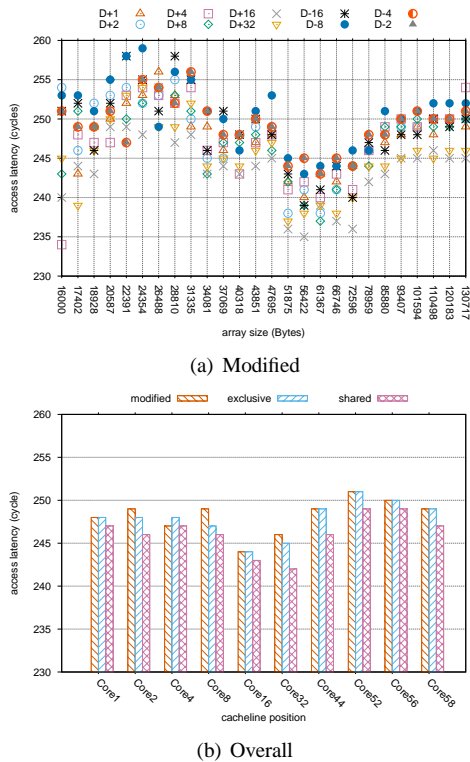 D+1 D+4 D+16 D-16 D-4
D+2 D+8 D+32 D-8 D-2
260
255
250
245
240
235
230
access latency (cycles)
16000 17402 18928 20587 22391 24354 26488 28810 31335 34081 37069 40318 43851 47695 51875 56422 61367 66746 72596 78959 85880 93407 101594 110498 120183 130717
array size (Bytes)
(a) Modified
modified exclusive shared
260
255
250
245
240
235
230
access latency (cycle)
Core1 Core2 Core4 Core8 Core16 Core32 Core44 Core52 Core56 Core58
cacheline position
(b) Overall